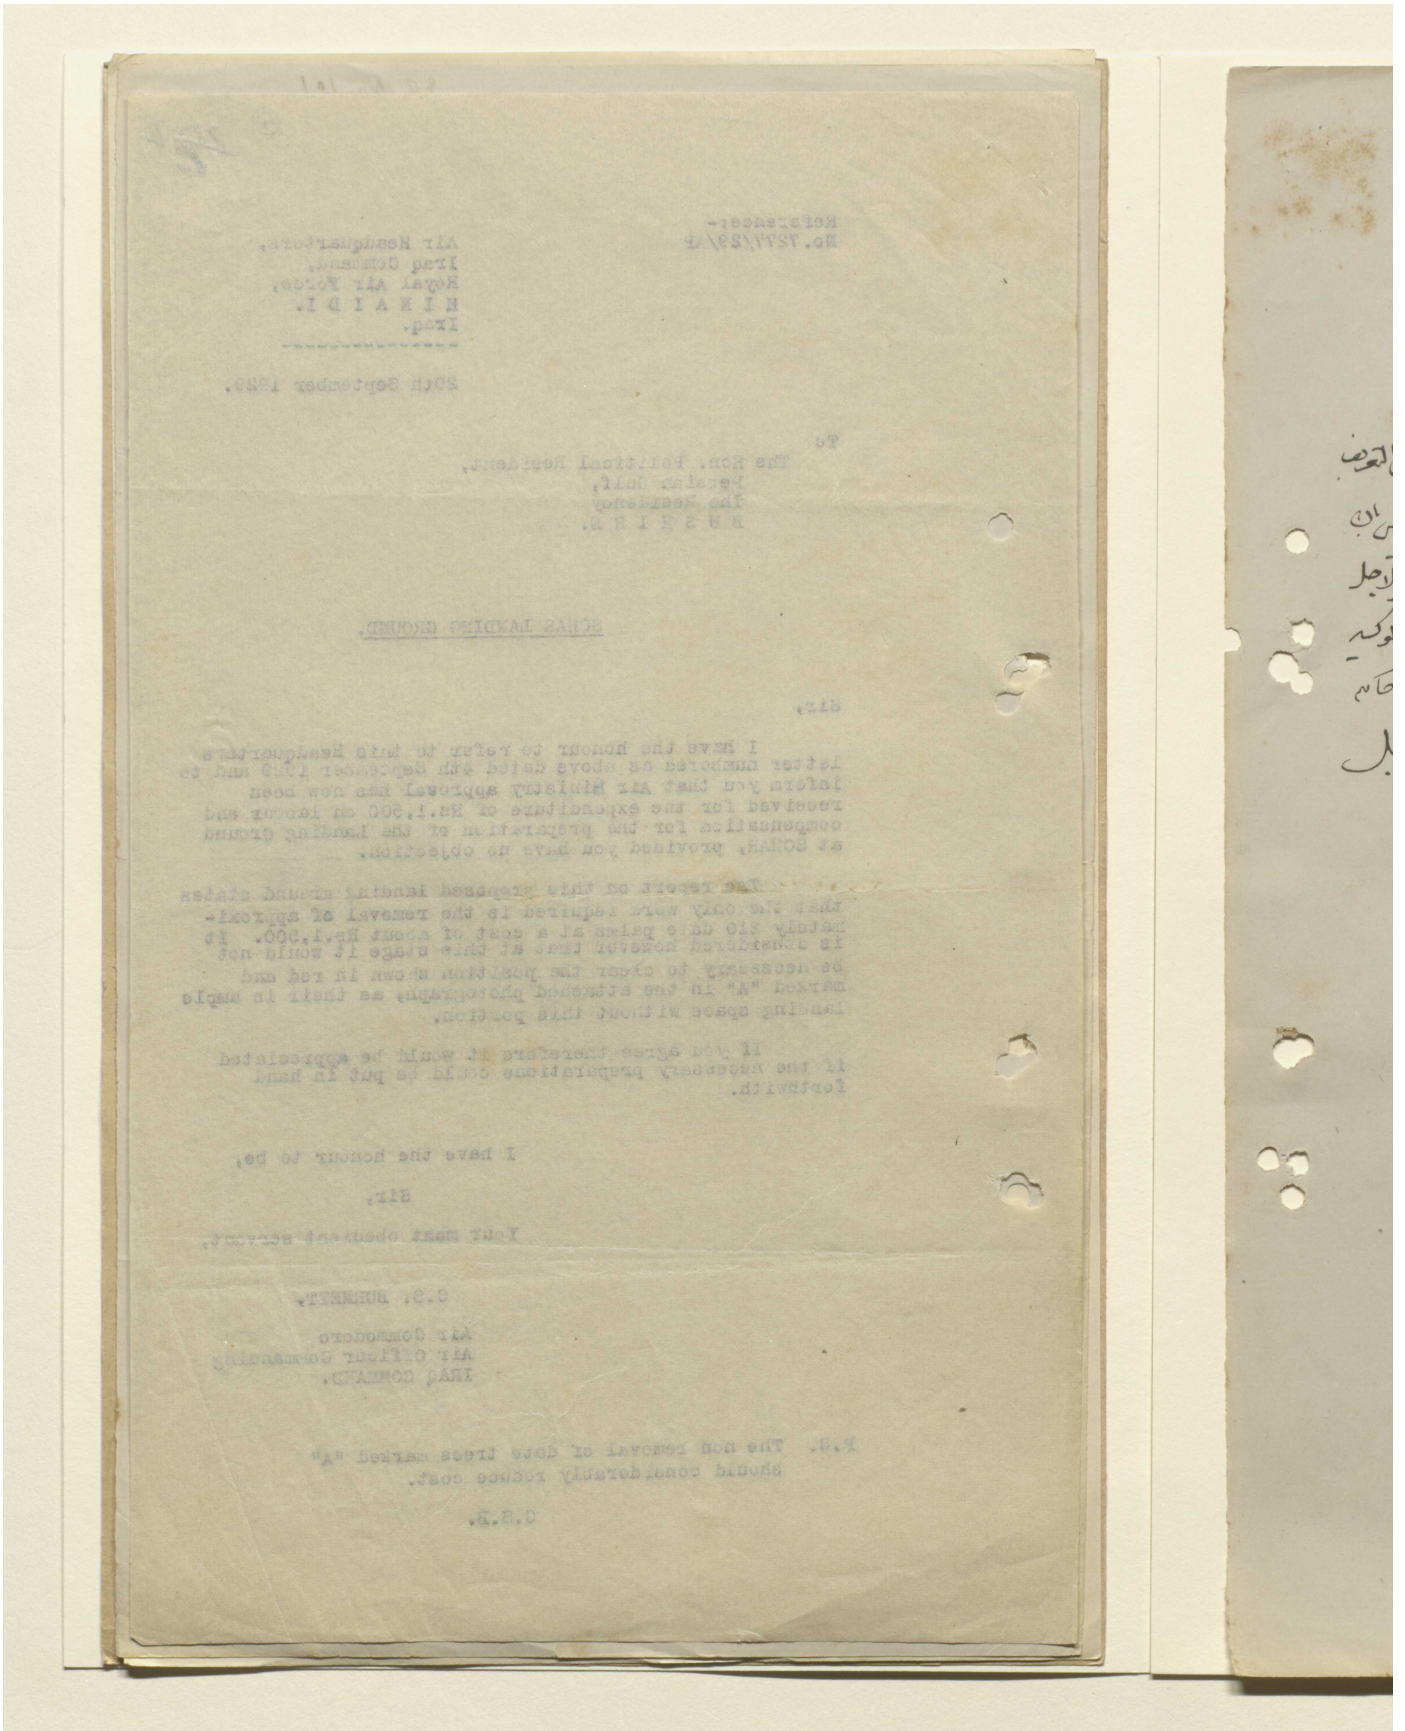 Reference:-
No.7277/29/AP
Air Headquarters,
Iraq Command,
Royal Air Force,
H I N A I D I.
Iraq.
----------------
20th September 1929.
To
The Hon. Political Resident,
Persian Gulf,
The Residency
B U S H I R E.
SOHAR LANDING GROUND.
Sir,
I have the honour to refer to this Headquarters
letter numbered as above dated 4th September 1929 and to
inform you that Air Ministry approval has now been
received for the expenditure of Rs.1,500 on labour and
compensation for the preparation of the Landing Ground
at SOHAR, provided you have no objection.
The report on this proposed landing ground states
that the only work required is the removal of approxi-
mately 210 date palms at a cost of about Rs.1,500. It
is considered however that at this stage it would not
be necessary to clear the position shown in red and
marked "A" in the attached photograph, as their is ample
landing space without this position.
If you agree therefore it would be appreciated
if the necessary preparations could be put in hand
forthwith.
I have the honour to be,
Sir,
Your most obedient servant,
C.S. BURNETT,
Air Commodore
Air Officer Commanding
IRAQ COMMAND.
P.S. The non removal of date trees marked "A"
should considerably reduce cost.
C.S.B.